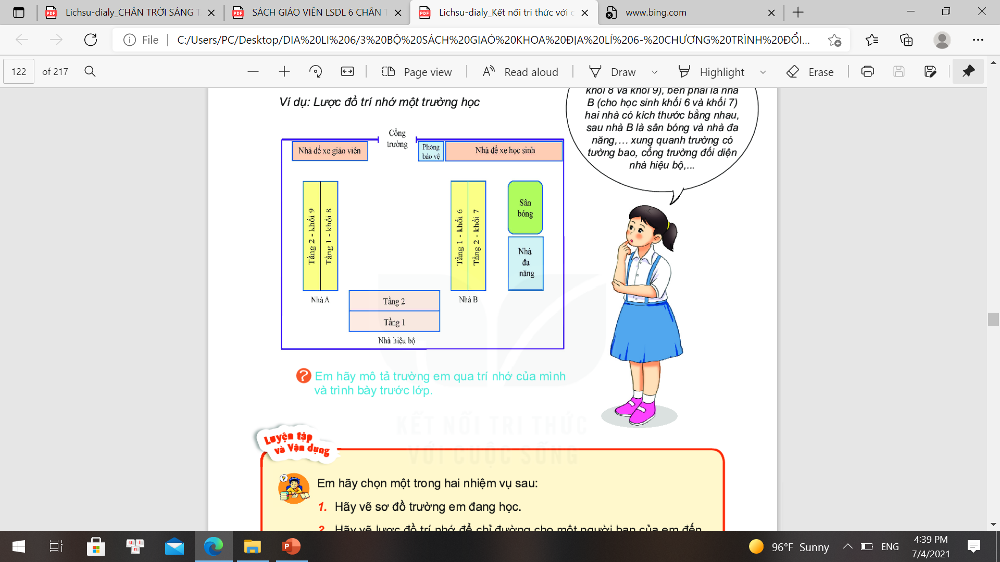 Lichsu-dialy_CHÂN TRỜI SÁNG T
SÁCH GIÁO VIÊN LSDL 6 CHÂN T
Lichsu-dialy_Kết nối tri thức với c
www.bing.com
File
C:/Users/PC/Desktop/DIA%20LI%206/3%20BỘ%20SÁCH%20GIAÓ%20KHOA%20ĐỊA%20LÍ%206-%20CHƯƠNG%20TRÌNH%20ĐỔI...
122 of 217
Page view
Read aloud
Draw
Highlight
Erase
khối 8 và khối 9), bên phải là nhà
B (cho học sinh khối 6 và khối 7)
hai nhà có kích thước bằng nhau,
sau nhà B là sân bóng và nhà đa
năng,... xung quanh trường có
tường bao, cổng trường đối diện
nhà hiệu bộ,...
Ví dụ: Lược đồ trí nhớ một trường học
Cổng
trường
Nhà để xe giáo viên
Phòng
bảo vệ
Nhà để xe học sinh
Tầng 2 - khối 9
Tầng 1 - khối 8
Tầng 1 - khối 6
Tầng 2 - khối 7
Sân
bóng
Nhà
đa
năng
Nhà A
Nhà B
Tầng 2
Tầng 1
Nhà hiệu bộ
? Em hãy mô tả trường em qua trí nhớ của mình
và trình bày trước lớp.
KẾT NỐI TRI THỨC
VỚI CUỘC SỐNG
Luyện tập
và Vận dụng
Em hãy chọn một trong hai nhiệm vụ sau:
1. Hãy vẽ sơ đồ trường em đang học.
2. Hãy vẽ lược đồ trí nhớ để chỉ đường cho một người bạn của em đến
96°F Sunny
ENG
4:39 PM
7/4/2021